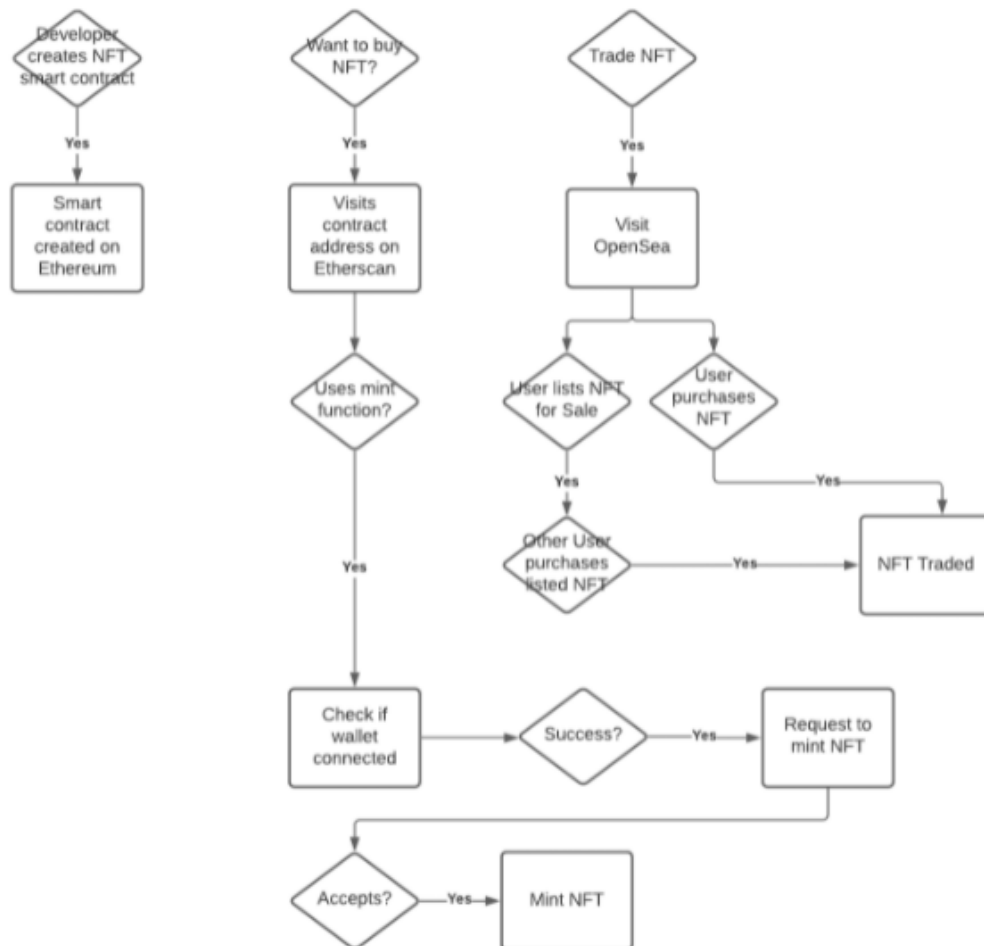 Developer
creates NFT
smart contract
Want to buy
NFT?
Trade NFT
Yes
Yes
Yes
Smart
contract
created on
Ethereum
Visits
contract
address on
Etherscan
Visit
OpenSea
Uses mint
function?
User lists NFT
for Sale
User
purchases
NFT
Yes
Yes
Other User
purchases
listed NFT
Yes
NFT Traded
Yes
Check if
wallet
connected
Success?
Yes
Request to
mint NFT
Accepts?
Yes
Mint NFT